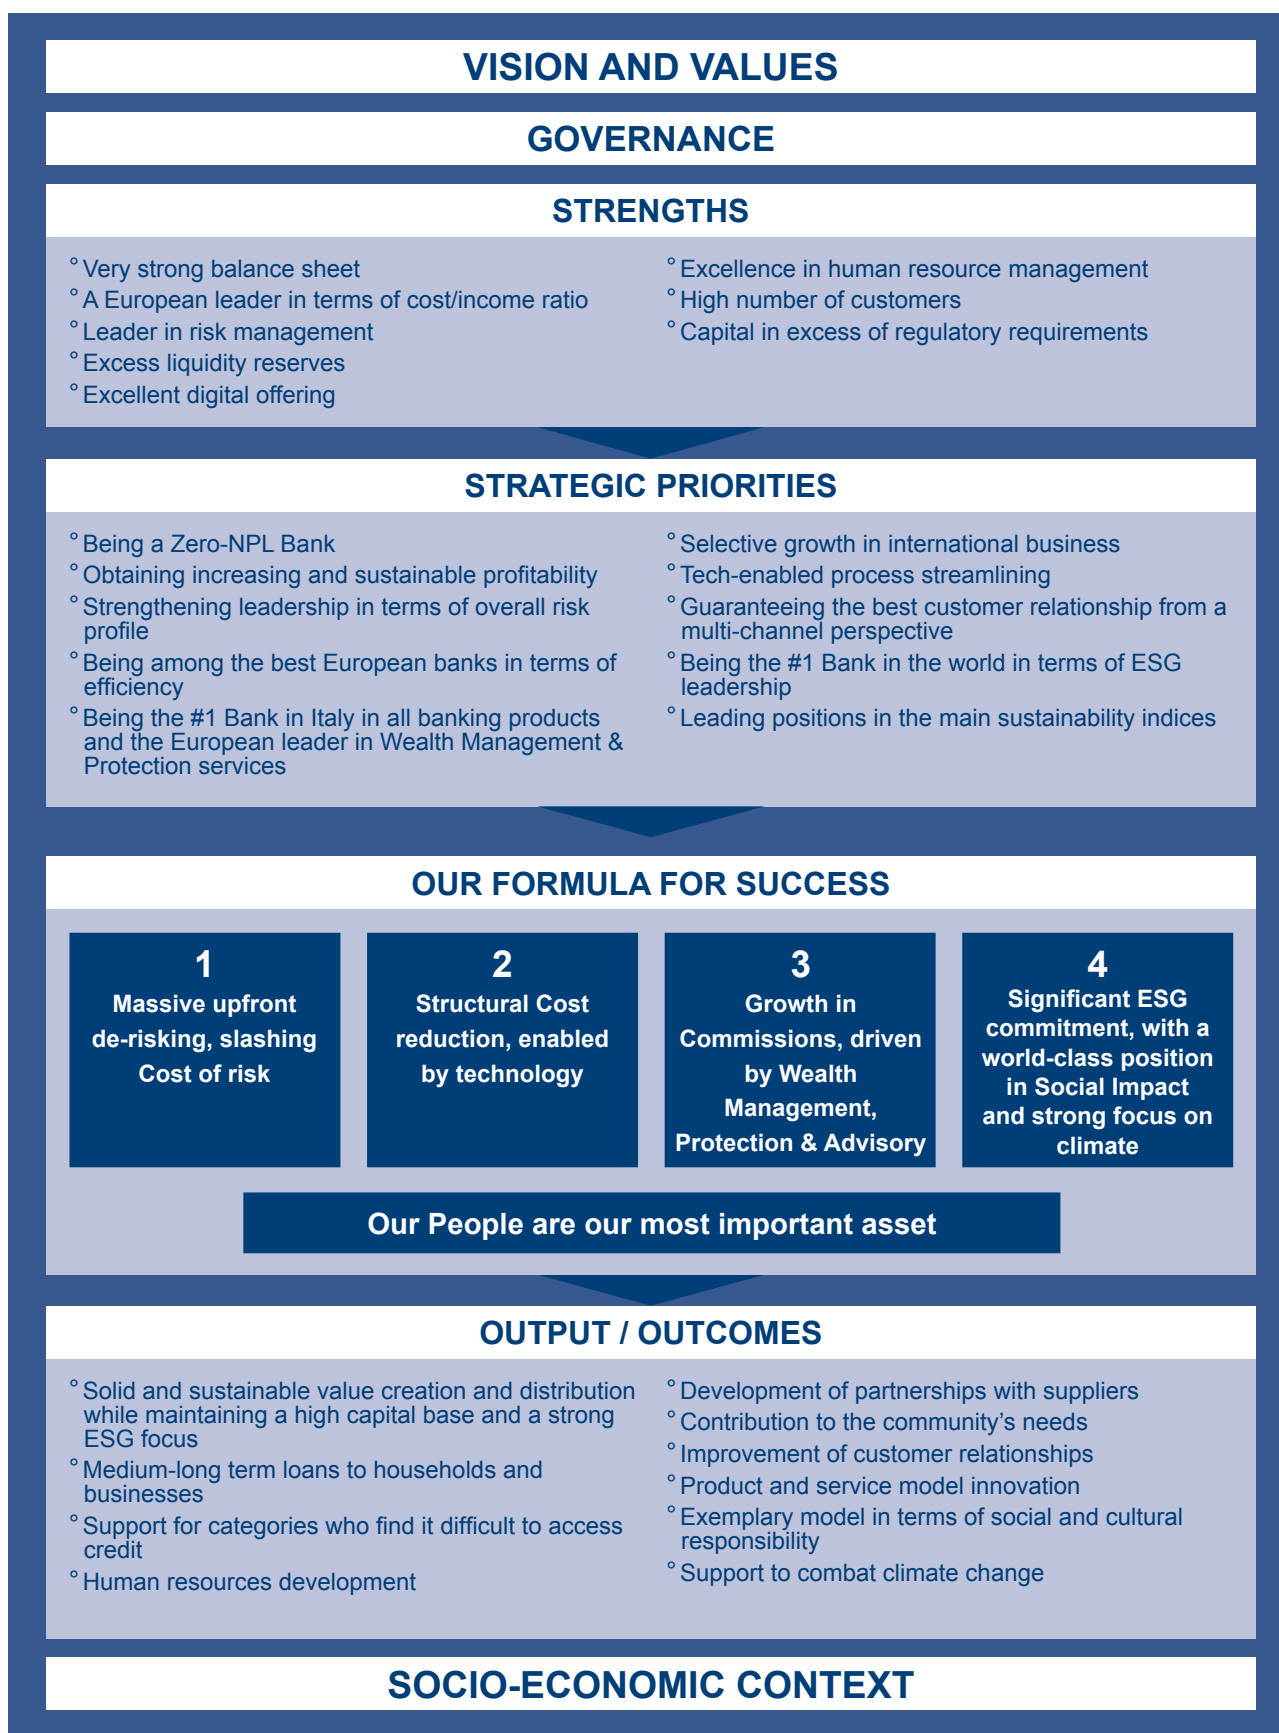 VISION AND VALUES
GOVERNANCE
STRENGTHS
° Very strong balance sheet
° A European leader in terms of cost/income ratio
° Leader in risk management
° Excess liquidity reserves
° Excellent digital offering
° Excellence in human resource management
° High number of customers
° Capital in excess of regulatory requirements
STRATEGIC PRIORITIES
° Being a Zero-NPL Bank
° Obtaining increasing and sustainable profitability
° Strengthening leadership in terms of overall risk
profile
° Being among the best European banks in terms of
efficiency
° Being the #1 Bank in Italy in all banking products
and the European leader in Wealth Management &
Protection services
° Selective growth in international business
° Tech-enabled process streamlining
° Guaranteeing the best customer relationship from a
multi-channel perspective
° Being the #1 Bank in the world in terms of ESG
leadership
° Leading positions in the main sustainability indices
OUR FORMULA FOR SUCCESS
1
Massive upfront
de-risking, slashing
Cost of risk
2
Structural Cost
reduction, enabled
by technology
3
Growth in
Commissions, driven
by Wealth
Management,
Protection & Advisory
4
Significant ESG
commitment, with a
world-class position
in Social Impact
and strong focus on
climate
Our People are our most important asset
OUTPUT / OUTCOMES
° Solid and sustainable value creation and distribution
while maintaining a high capital base and a strong
ESG focus
° Medium-long term loans to households and
businesses
° Support for categories who find it difficult to access
credit
° Human resources development
° Development of partnerships with suppliers
° Contribution to the community’s needs
° Improvement of customer relationships
° Product and service model innovation
° Exemplary model in terms of social and cultural
responsibility
° Support to combat climate change
SOCIO-ECONOMIC CONTEXT